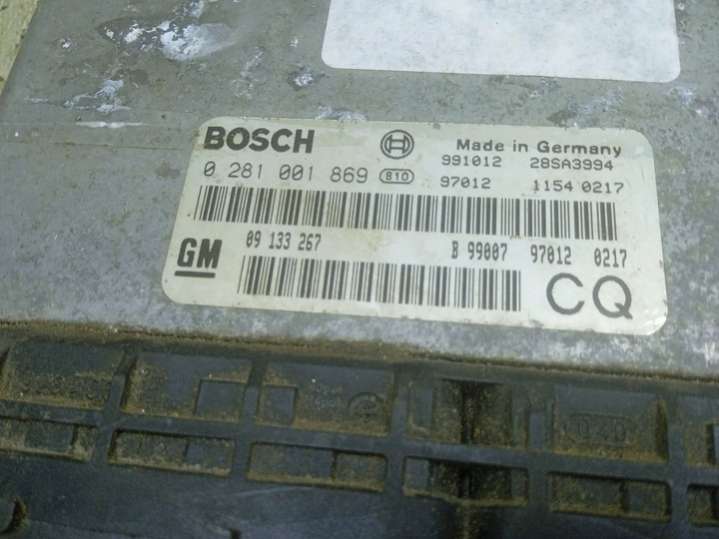 BOSCH Made in Germany
991012 28SA3994
0 281 001 869 810 97012 1154 0217
GM 09 133 267 B 99007 97012 0217
CQ